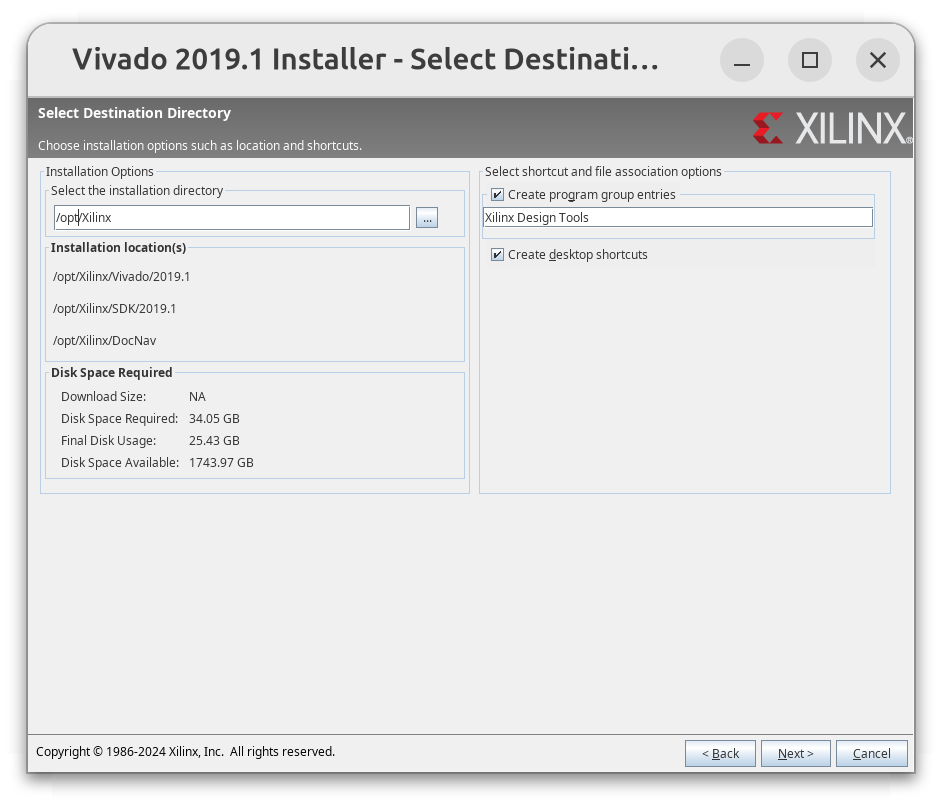 Vivado 2019.1 Installer - Select Destinati...
Select Destination Directory
Choose installation options such as location and shortcuts.
XILINX®
Installation Options
Select the installation directory
/opt/Xilinx
...
Installation location(s)
/opt/Xilinx/Vivado/2019.1
/opt/Xilinx/SDK/2019.1
/opt/Xilinx/DocNav
Disk Space Required
Download Size: NA
Disk Space Required: 34.05 GB
Final Disk Usage: 25.43 GB
Disk Space Available: 1743.97 GB
Select shortcut and file association options
Create program group entries
Xilinx Design Tools
Create desktop shortcuts
Copyright © 1986-2024 Xilinx, Inc. All rights reserved.
< Back Next > Cancel